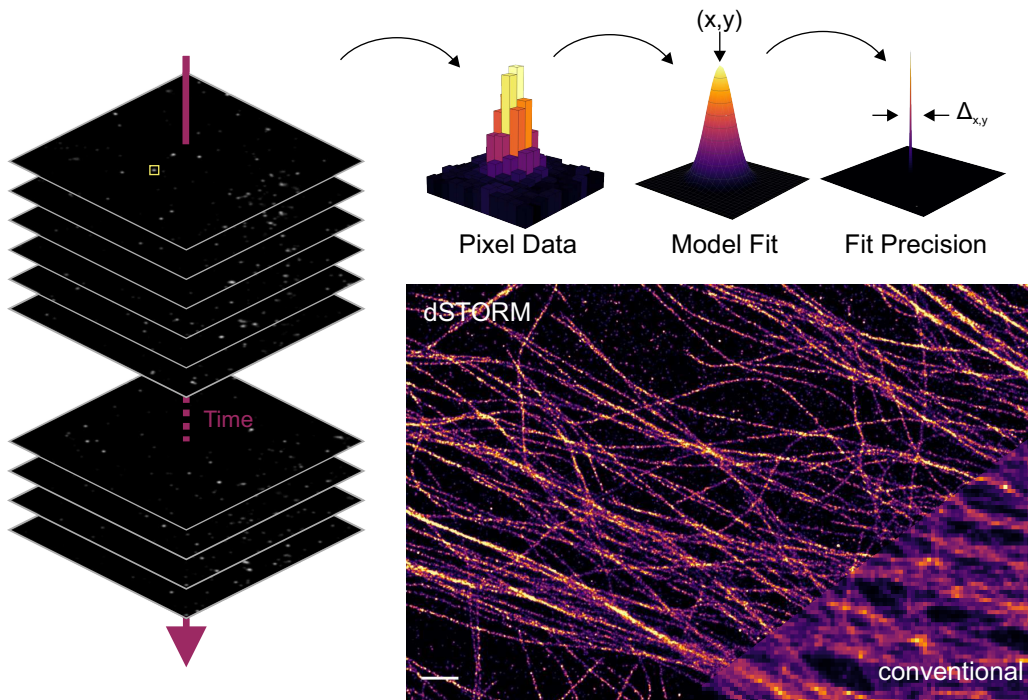 (x,y)
Δx,y
Pixel Data
Model Fit
Fit Precision
dSTORM
Time
conventional